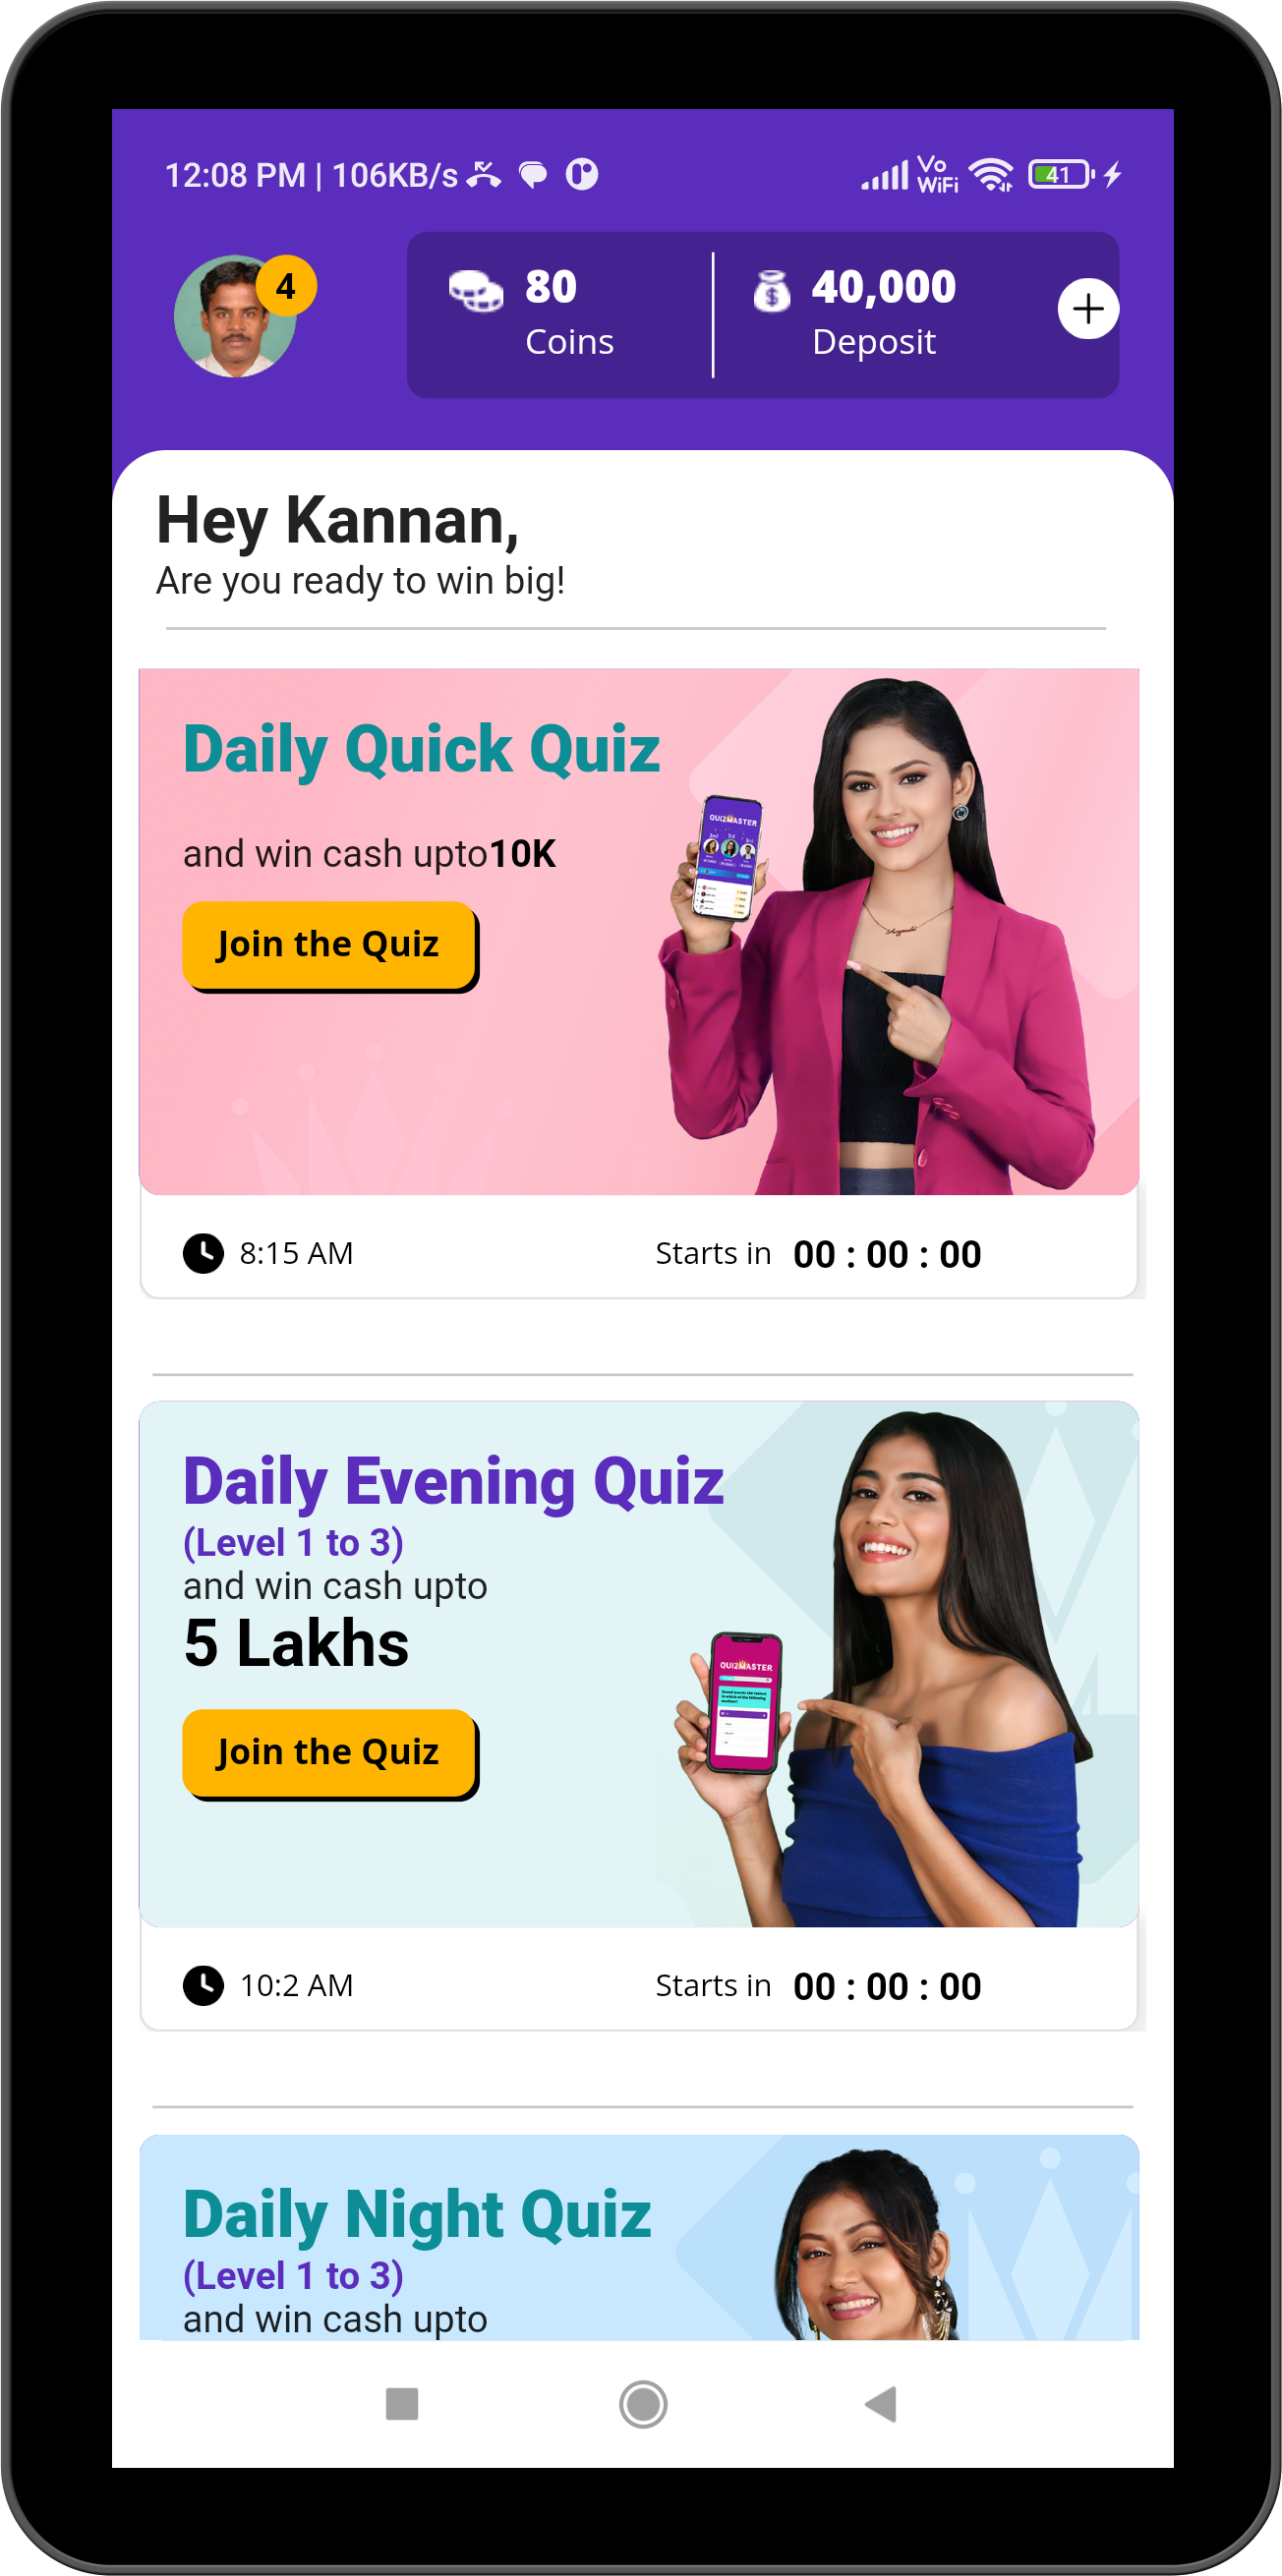 12:08 PM | 106KB/s
Vo
WiFi
41
4
80
Coins
40,000
Deposit
Hey Kannan,
Are you ready to win big!
Daily Quick Quiz
and win cash upto10K
Join the Quiz
QUIZMASTER
8:15 AM
Starts in 00 : 00 : 00
Daily Evening Quiz
(Level 1 to 3)
and win cash upto
5 Lakhs
Join the Quiz
QUIZMASTER
10:2 AM
Starts in 00 : 00 : 00
Daily Night Quiz
(Level 1 to 3)
and win cash upto